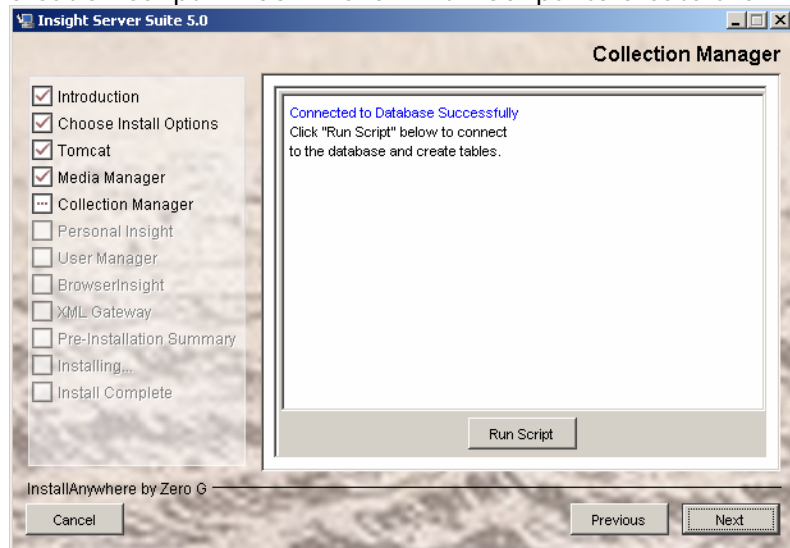 Insight Server Suite 5.0
Collection Manager
Introduction
Choose Install Options
Tomcat
Media Manager
Collection Manager
Personal Insight
User Manager
BrowserInsight
XML Gateway
Pre-Installation Summary
Installing...
Install Complete
Connected to Database Successfully
Click "Run Script" below to connect
to the database and create tables.
Run Script
InstallAnywhere by Zero G
Cancel
Previous
Next